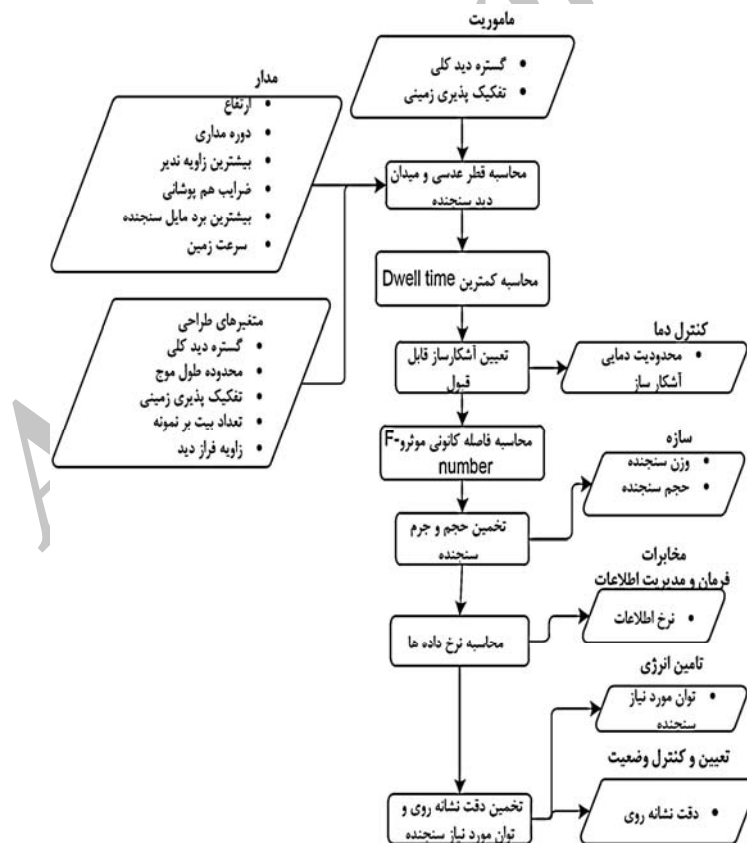 ماموریت
• گستره دید کلی
• تفکیک پذیری زمینی
مدار
• ارتفاع
• دوره مداری
• بیشترین زاویه ندیر
• ضرایب هم پوشانی
• بیشترین برد مایل سنجنده
• سرعت زمین
متغیرهای طراحی
• گستره دید کلی
• محدوده طول موج
• تفکیک پذیری زمینی
• تعداد بیت بر نمونه
• زاویه فراز دید
محاسبه قطر عدسی و میدان
دید سنجنده
محاسبه کمترین Dwell time
تعیین آشکارساز قابل
قبول
کنترل دما
• محدودیت دمایی
آشکار ساز
محاسبه فاصله کانونی موثرو F-
number
سازه
• وزن سنجنده
• حجم سنجنده
تخمین حجم و جرم
سنجنده
مخابرات
فرمان و مدیریت اطلاعات
• نرخ اطلاعات
محاسبه نرخ داده ها
تامین انرژی
• توان مورد نیاز
سنجنده
تعیین و کنترل وضعیت
• دقت نشانه روی
تخمین دقت نشانه روی و
توان مورد نیاز سنجنده